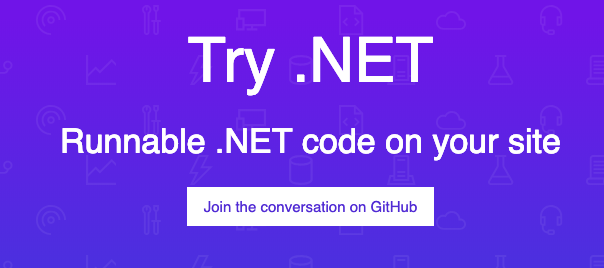 Try .NET
Runnable .NET code on your site
Join the conversation on GitHub